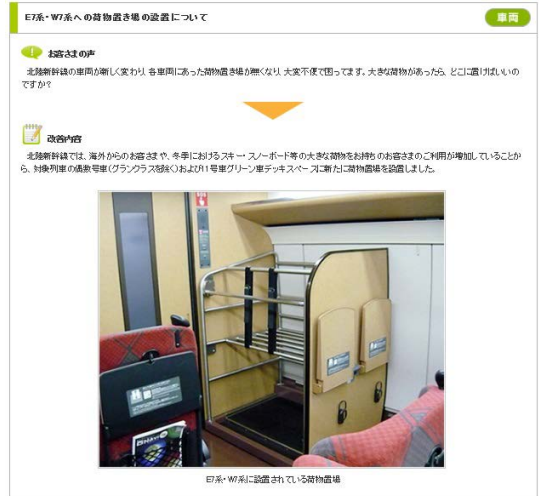 E7系・W7系への荷物置き場の設置について
車両
お客さまの声
北陸新幹線の車両が新しく変わり、各車両にあった荷物置き場が無くなり、大変不便で困ってます。大きな荷物があったら、どこに置けばいいの
ですか？
改善内容
北陸新幹線では、海外からのお客さまや、冬季におけるスキー・スノーボード等の大きな荷物をお持ちのお客さまのご利用が増加していることか
ら、対象列車の偶数号車（グランクラスを除く）および11号車グリーン車デッキスペースに新たに荷物置場を設置しました。
E7系・W7系に設置されている荷物置場